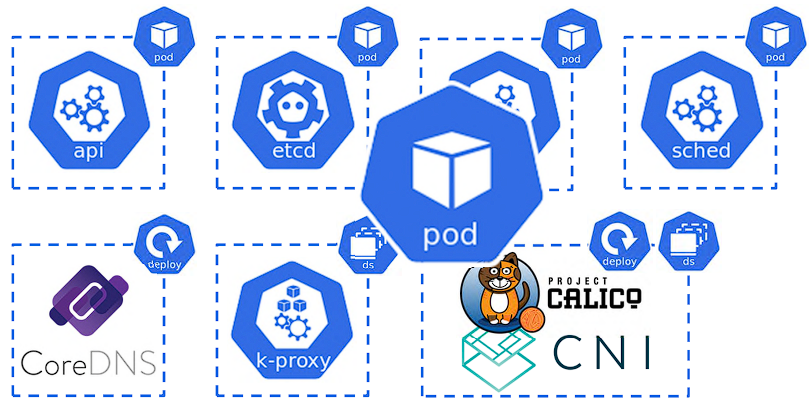 pod
pod
pod
pod
api
etcd
sched
pod
deploy
ds
deploy
ds
PROJECT
CALICO
CoreDNS
k-proxy
CNI